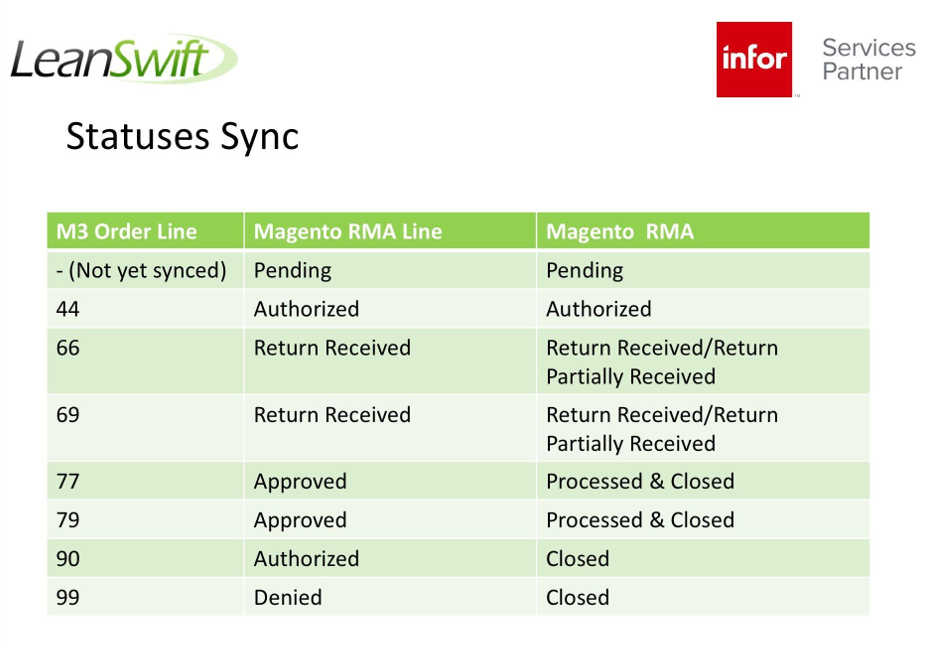 LeanSwift
infor
Services
Partner
™
Statuses Sync
M3 Order Line Magento RMA Line Magento  RMA
- (Not yet synced) Pending Pending
44 Authorized Authorized
66 Return Received Return Received/Return
Partially Received
69 Return Received Return Received/Return
Partially Received
77 Approved Processed & Closed
79 Approved Processed & Closed
90 Authorized Closed
99 Denied Closed